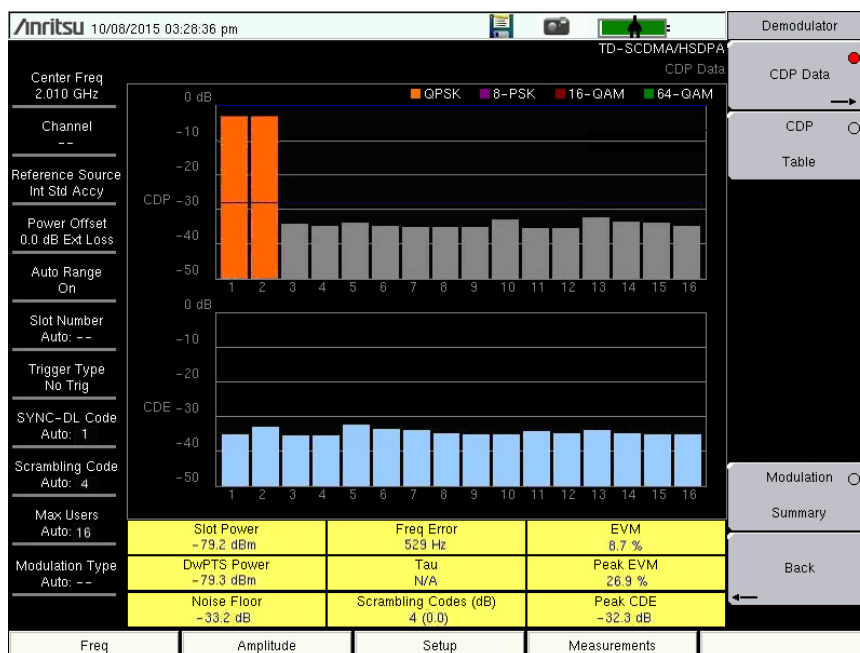 Anritsu 10/08/2015 03:28:36 pm
Demodulator
TD-SCDMA/HSDPA
CDP Data
CDP Data
CDP
Table
Modulation
Summary
Back
Center Freq
2.010 GHz
Channel
--
Reference Source
Int Std Accy
Power Offset
0.0 dB Ext Loss
Auto Range
On
Slot Number
Auto: --
Trigger Type
No Trig
SYNC-DL Code
Auto: 1
Scrambling Code
Auto: 4
Max Users
Auto: 16
Modulation Type
Auto: --
QPSK 8-PSK 16-QAM 64-QAM
0 dB
-10
-20
CDP -30
-40
-50
1 2 3 4 5 6 7 8 9 10 11 12 13 14 15 16
0 dB
-10
-20
CDE -30
-40
-50
1 2 3 4 5 6 7 8 9 10 11 12 13 14 15 16
Slot Power
-79.2 dBm
Freq Error
529 Hz
EVM
8.7 %
DwPTS Power
-79.3 dBm
Tau
N/A
Peak EVM
26.9 %
Noise Floor
-33.2 dB
Scrambling Codes (dB)
4 (0.0)
Peak CDE
-32.3 dB
Freq Amplitude Setup Measurements